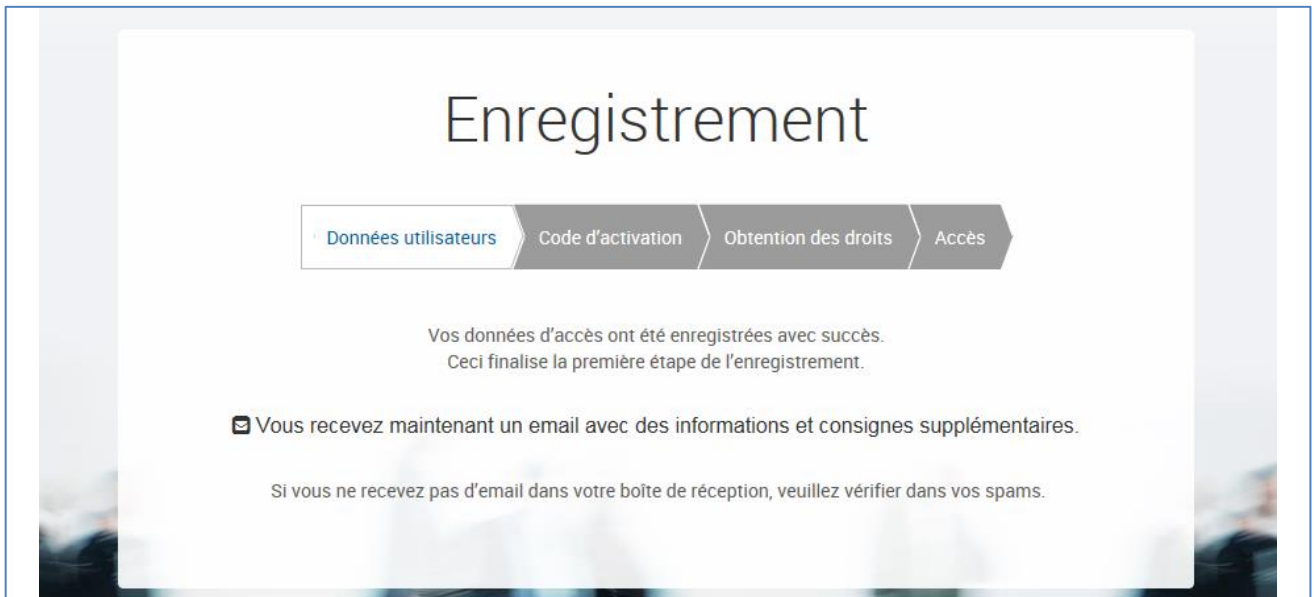 Enregistrement
Données utilisateurs Code d'activation Obtention des droits Accès
Vos données d'accès ont été enregistrées avec succès.
Ceci finalise la première étape de l'enregistrement.
Vous recevez maintenant un email avec des informations et consignes supplémentaires.
Si vous ne recevez pas d'email dans votre boîte de réception, veuillez vérifier dans vos spams.